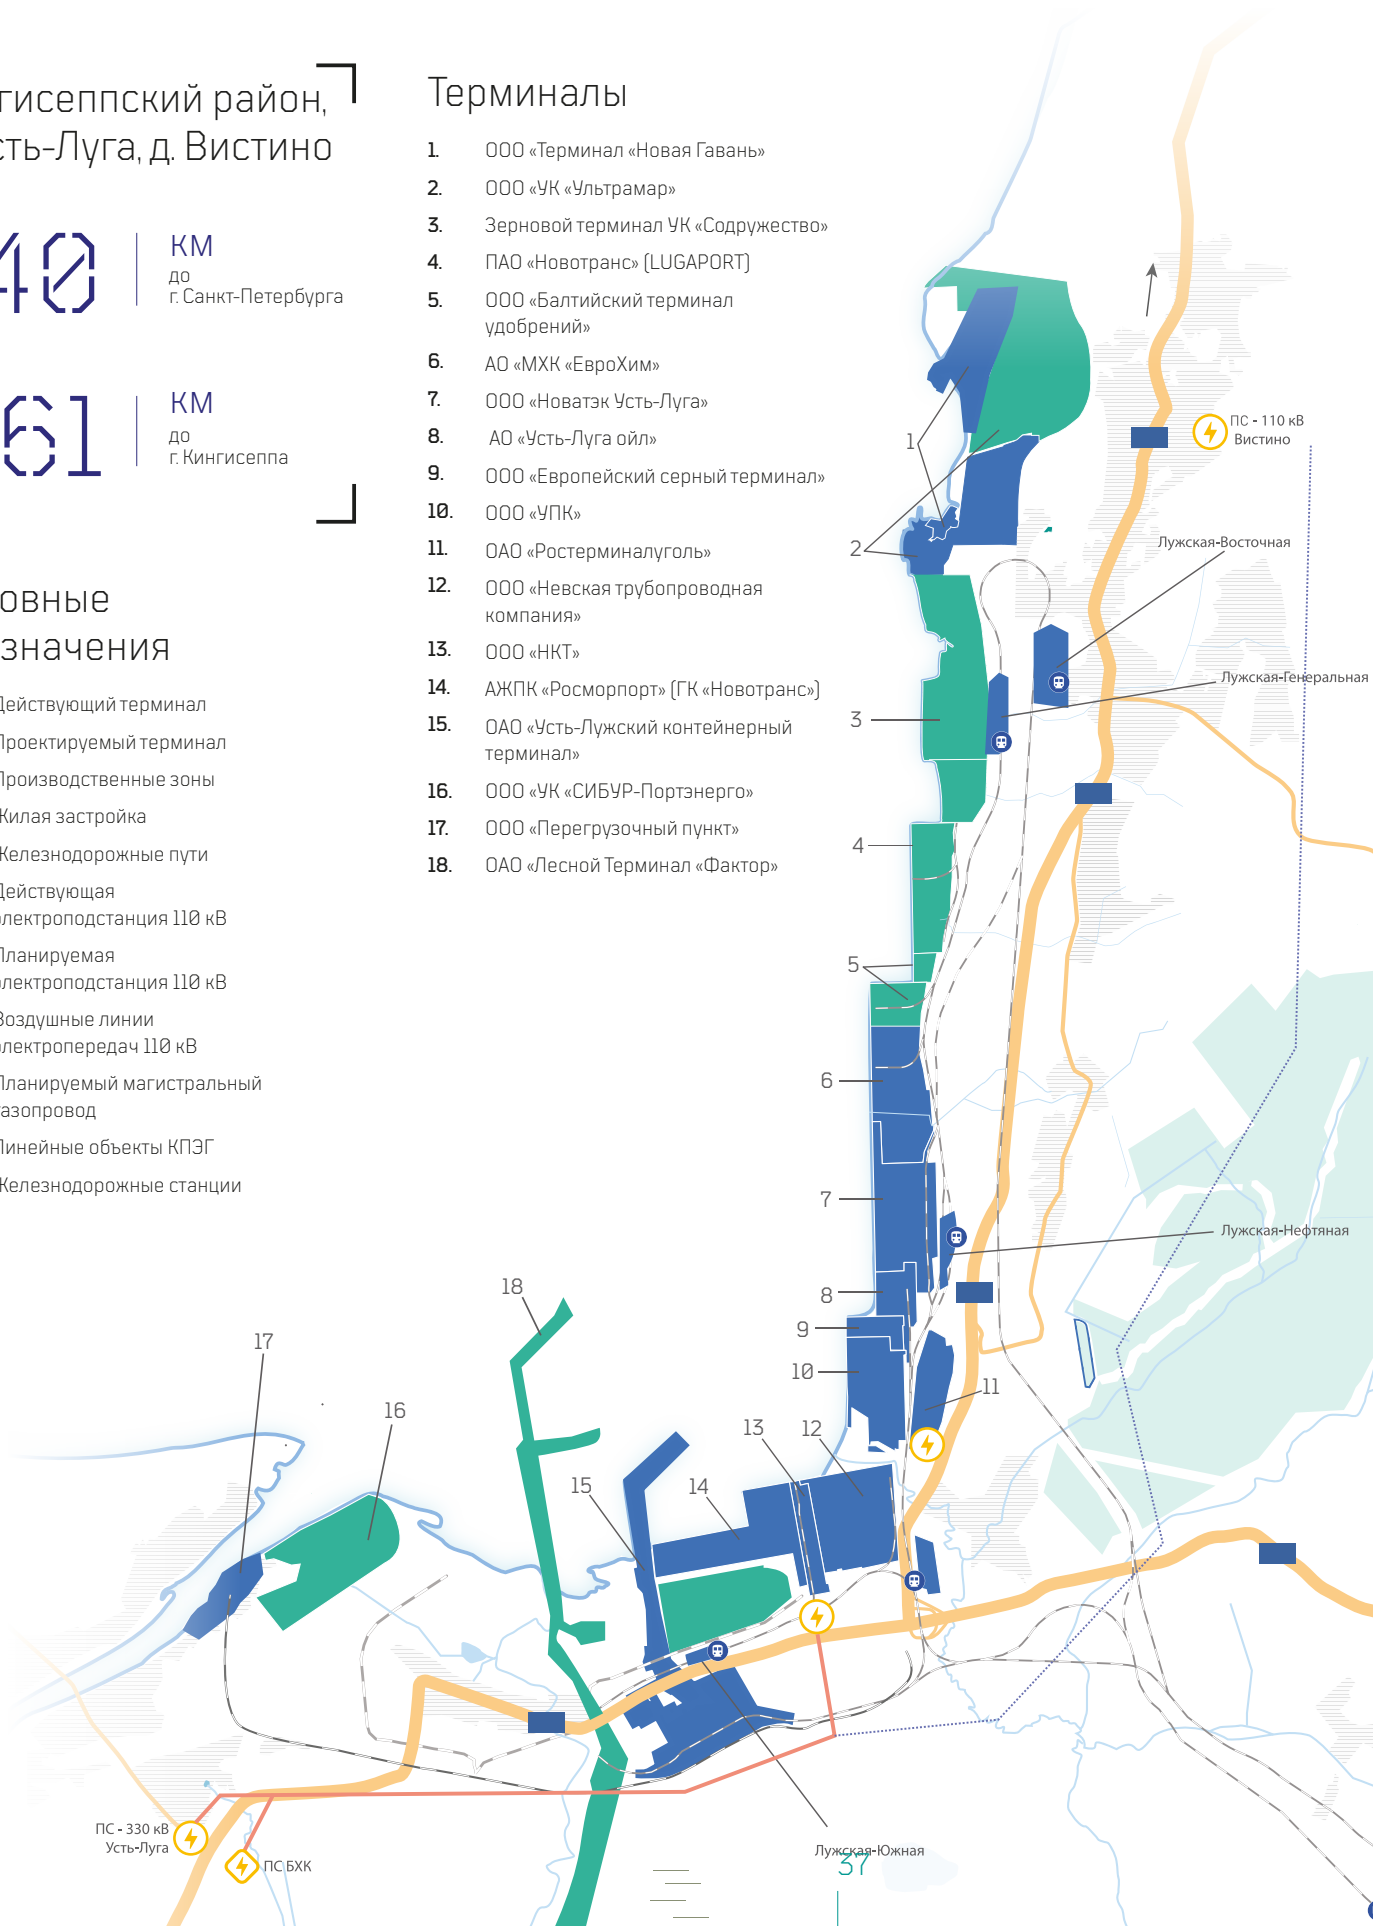 гисеппский район,
сть-Луга, д. Вистино
40
км
до
г. Санкт-Петербурга
61
км
до
г. Кингисеппа
овные
значения
Действующий терминал
Проектируемый терминал
Производственные зоны
Жилая застройка
Железнодорожные пути
Действующая
электроподстанция 110 кВ
Планируемая
электроподстанция 110 кВ
Воздушные линии
электропередач 110 кВ
Планируемый магистральный
газопровод
Линейные объекты КПЭГ
Железнодорожные станции
Терминалы
1. ООО «Терминал «Новая Гавань»
2. ООО «УК «Ультрамар»
3. Зерновой терминал УК «Содружество»
4. ПАО «Новотранс» (LUGAPORT)
5. ООО «Балтийский терминал
удобрений»
6. АО «МХК «ЕвроХим»
7. ООО «Новатэк Усть-Луга»
8. АО «Усть-Луга ойл»
9. ООО «Европейский серный терминал»
10. ООО «УПК»
11. ОАО «Ростерминалуголь»
12. ООО «Невская трубопроводная
компания»
13. ООО «НКТ»
14. АЖПК «Росморпорт» (ГК «Новотранс»)
15. ОАО «Усть-Лужский контейнерный
терминал»
16. ООО «УК «СИБУР-Портэнерго»
17. ООО «Перегрузочный пункт»
18. ОАО «Лесной Терминал «Фактор»
ПС - 110 кВ
Вистино
1
2
Лужская-Восточная
Лужская-Генеральная
3
4
5
6
7
Лужская-Нефтяная
8
9
10
11
18
17
16
13
12
15
14
ПС - 330 кВ
Усть-Луга
ПС БХК
Лужская-Южная
37